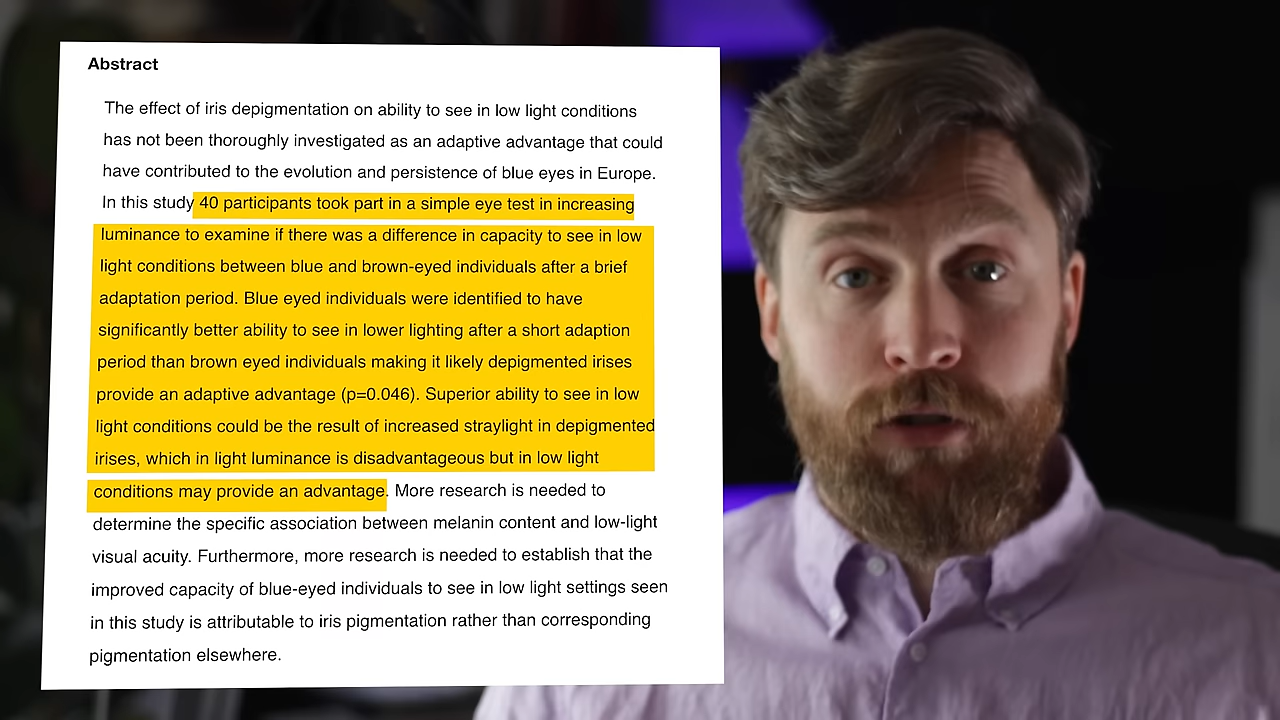 Abstract
The effect of iris depigmentation on ability to see in low light conditions
has not been thoroughly investigated as an adaptive advantage that could
have contributed to the evolution and persistence of blue eyes in Europe.
In this study 40 participants took part in a simple eye test in increasing
luminance to examine if there was a difference in capacity to see in low
light conditions between blue and brown-eyed individuals after a brief
adaptation period. Blue eyed individuals were identified to have
significantly better ability to see in lower lighting after a short adaption
period than brown eyed individuals making it likely depigmented irises
provide an adaptive advantage (p=0.046). Superior ability to see in low
light conditions could be the result of increased straylight in depigmented
irises, which in light luminance is disadvantageous but in low light
conditions may provide an advantage. More research is needed to
determine the specific association between melanin content and low-light
visual acuity. Furthermore, more research is needed to establish that the
improved capacity of blue-eyed individuals to see in low light settings seen
in this study is attributable to iris pigmentation rather than corresponding
pigmentation elsewhere.